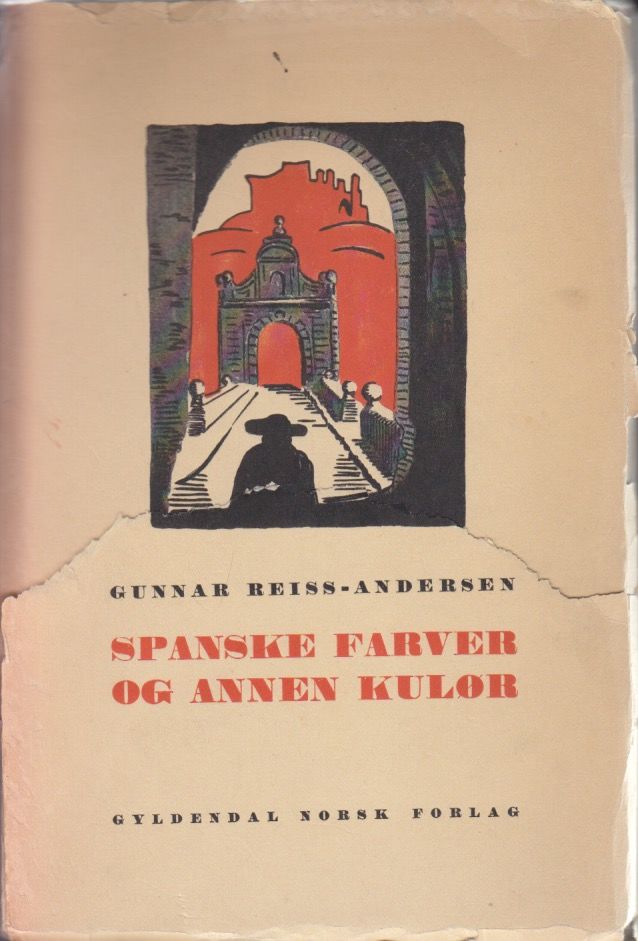 GUNNAR REISS-ANDERSEN
SPANSKE FARVER
OG ANNEN KULØR
GYLDENDAL NORSK FORLAG